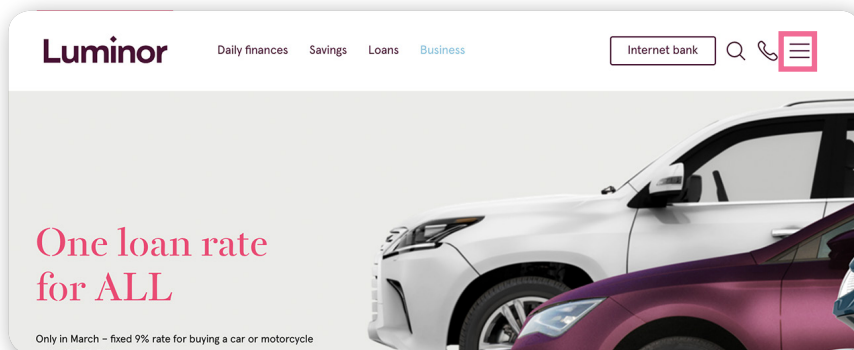 Luminor
Daily finances Savings Loans Business
Internet bank
One loan rate
for ALL
Only in March – fixed 9% rate for buying a car or motorcycle